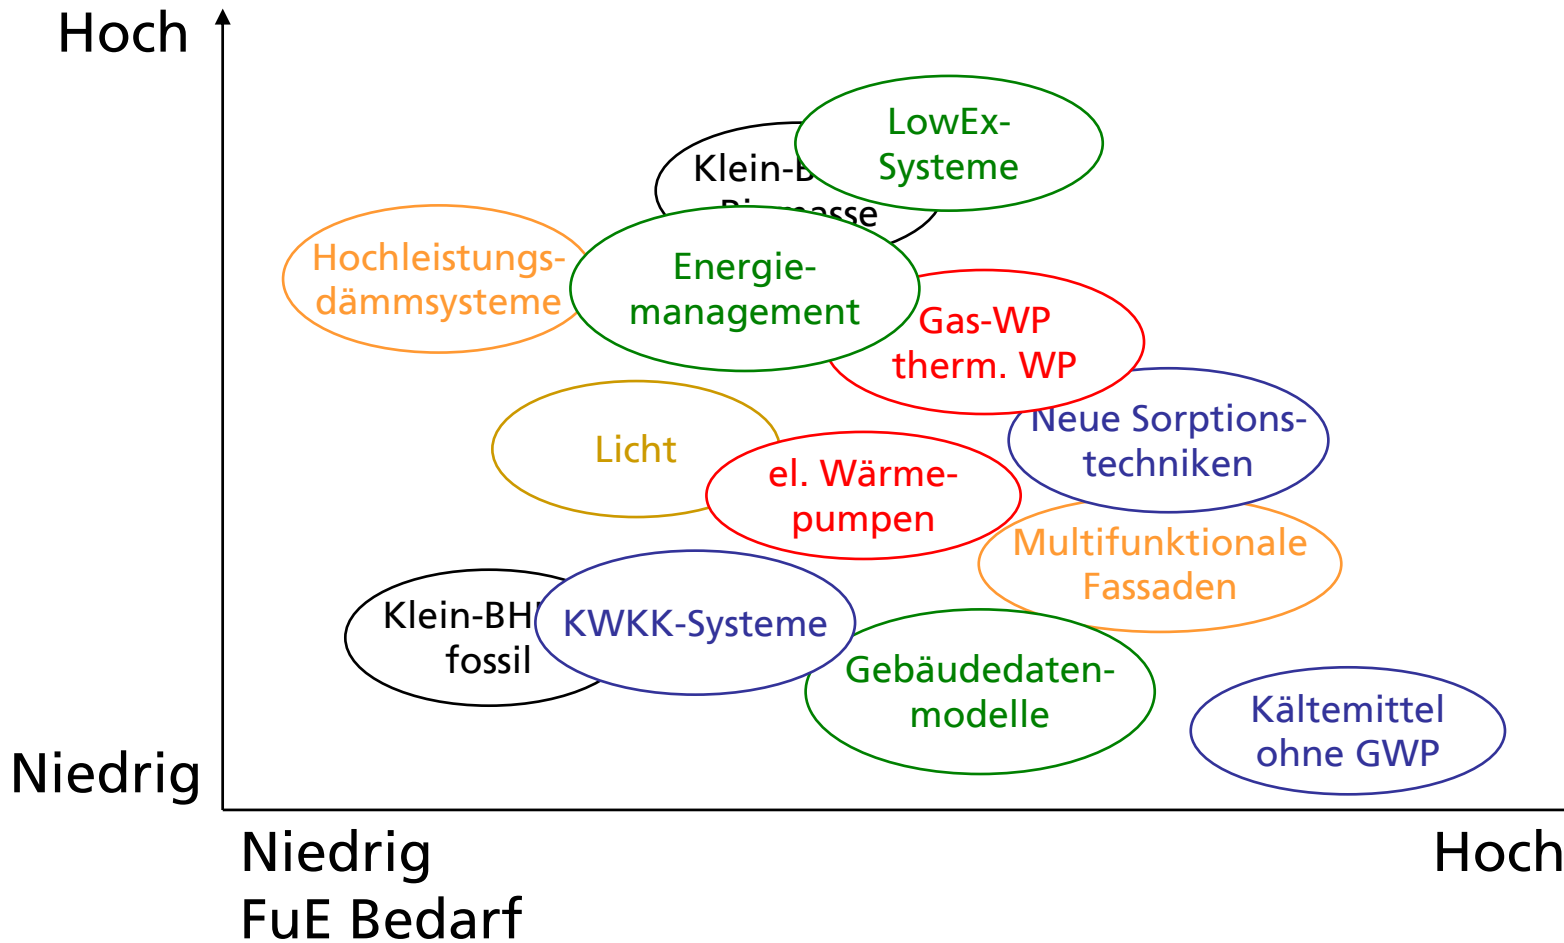 Hoch
LowEx-
Systeme
Klein-
Hochleistungs-
dämmsysteme
Energie-
management
Gas-WP
therm. WP
Neue Sorptions-
techniken
Licht
el. Wärme-
pumpen
Multifunktionale
Fassaden
Klein-BH
fossil
KWKK-Systeme
Gebäudedaten-
modelle
Kältemittel
ohne GWP
Niedrig
Niedrig
Hoch
FuE Bedarf